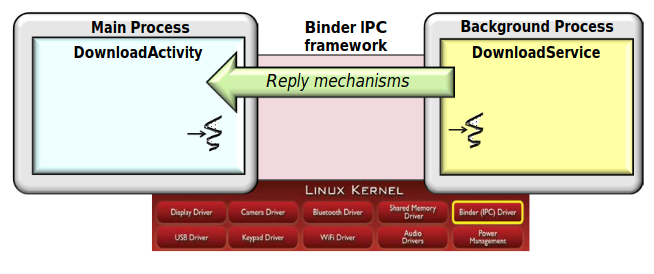 Main Process
DownloadActivity
Binder IPC
framework
Background Process
DownloadService
Reply mechanisms
LINUX KERNEL
Display Driver
Camera Driver
Bluetooth Driver
Shared Memory
Driver
Binder (IPC) Driver
USB Driver
Keypad Driver
WiFi Driver
Audio
Drivers
Power
Management